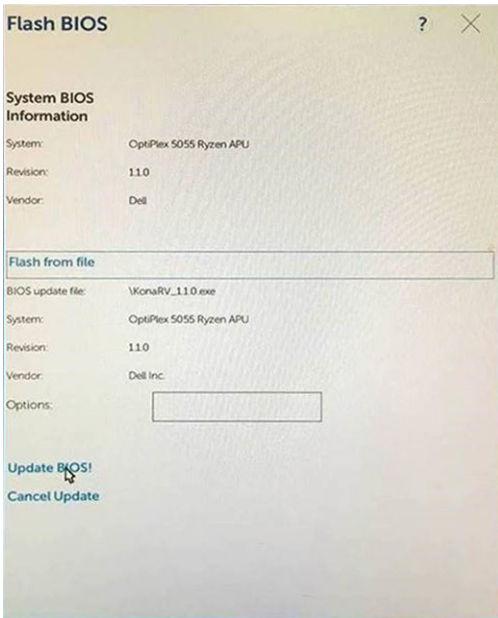 Flash BIOS ?
System BIOS
Information
System: OptiPlex 5055 Ryzen APU
Revision: 1.1.0
Vendor: Dell
Flash from file
BIOS update file: \KonaRV_1.1.0.exe
System: OptiPlex 5055 Ryzen APU
Revision: 1.1.0
Vendor: Dell Inc.
Options:
Update BIOS!
Cancel Update